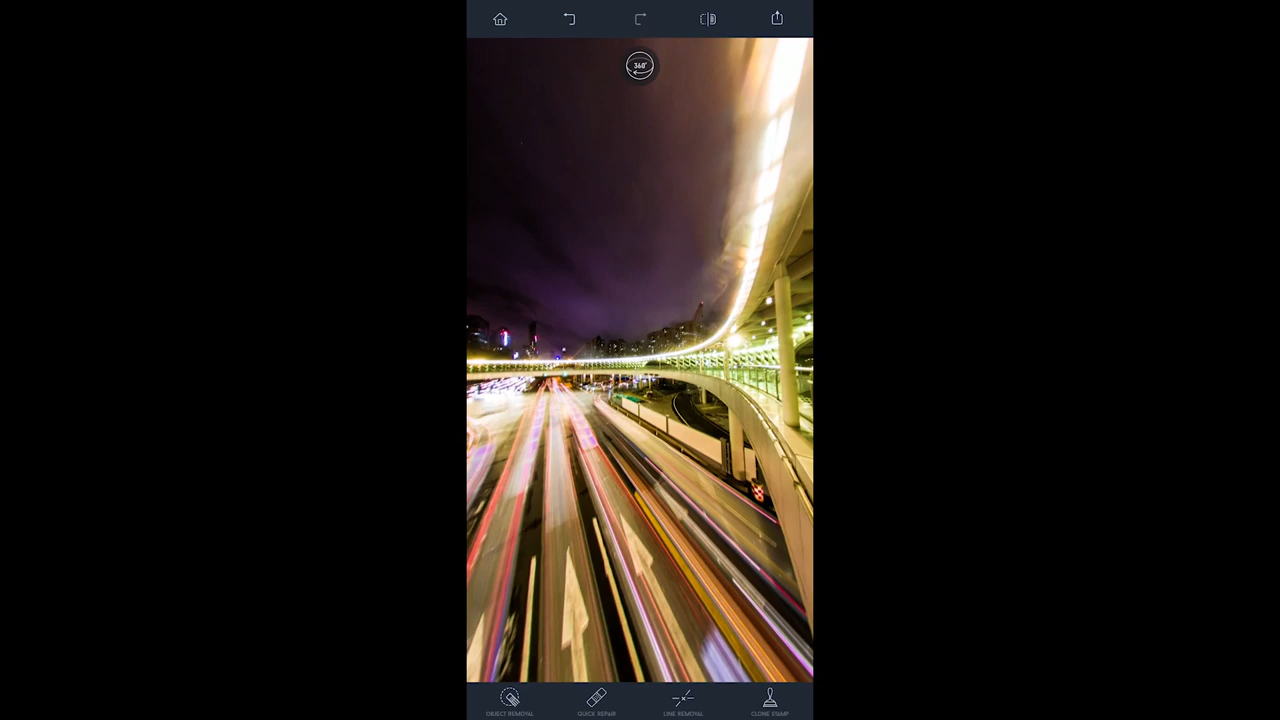 360°
OBJECT REMOVAL
QUICK REPAIR
LINE REMOVAL
CLONE STAMP